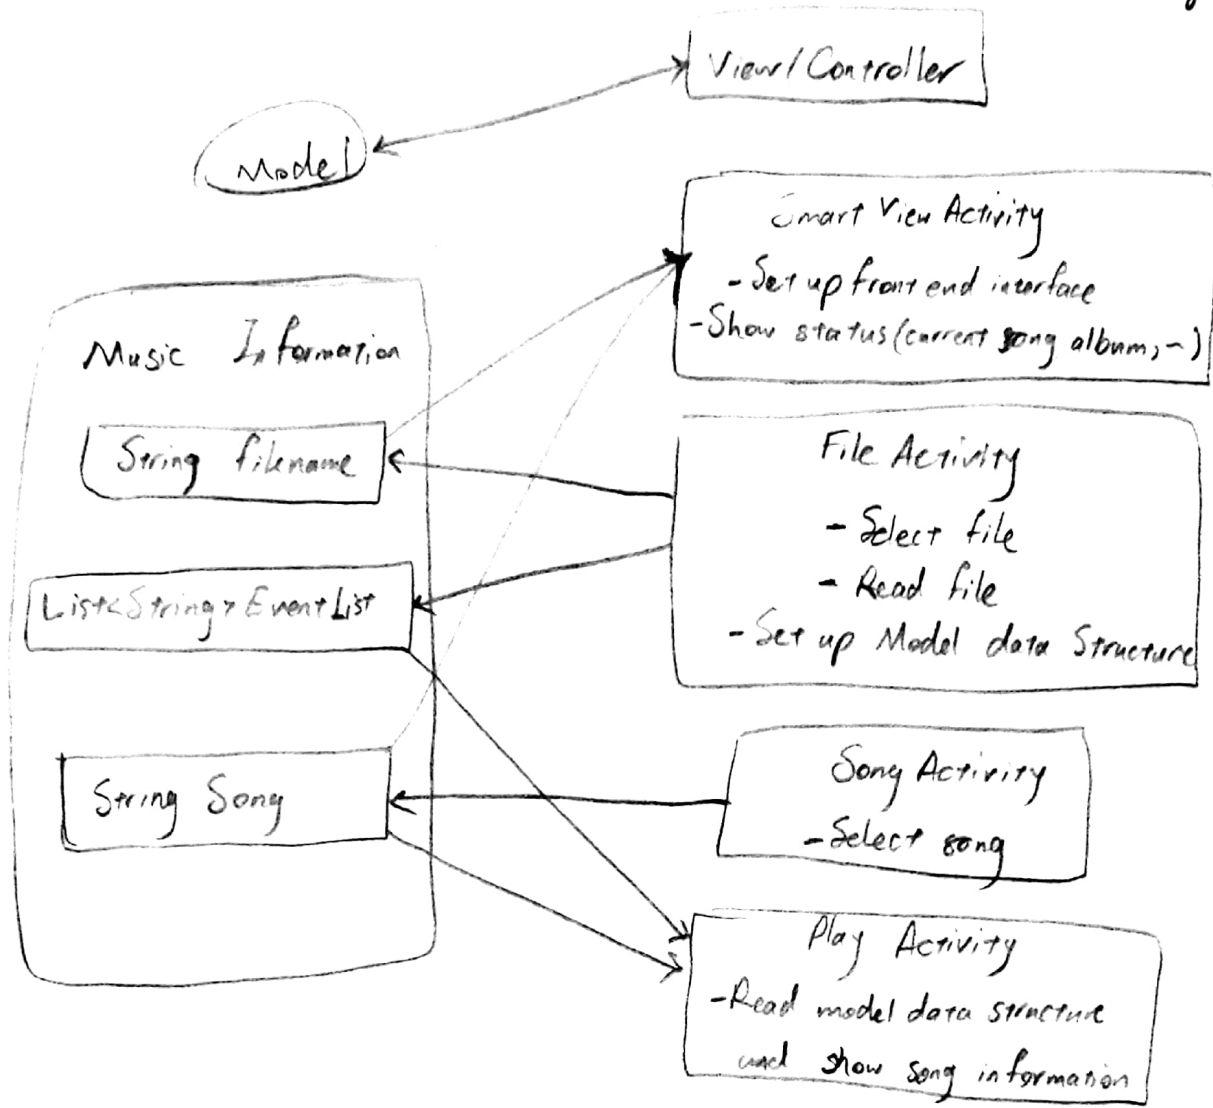 View/Controller
Model
Smart View Activity
- Set up front end interface
- Show status (current song album, ~)
Music Information
String filename
File Activity
- Select file
- Read file
- Set up Model data Structure
List<String> EventList
String Song
Song Activity
- Select song
Play Activity
- Read model data structure
and show song information